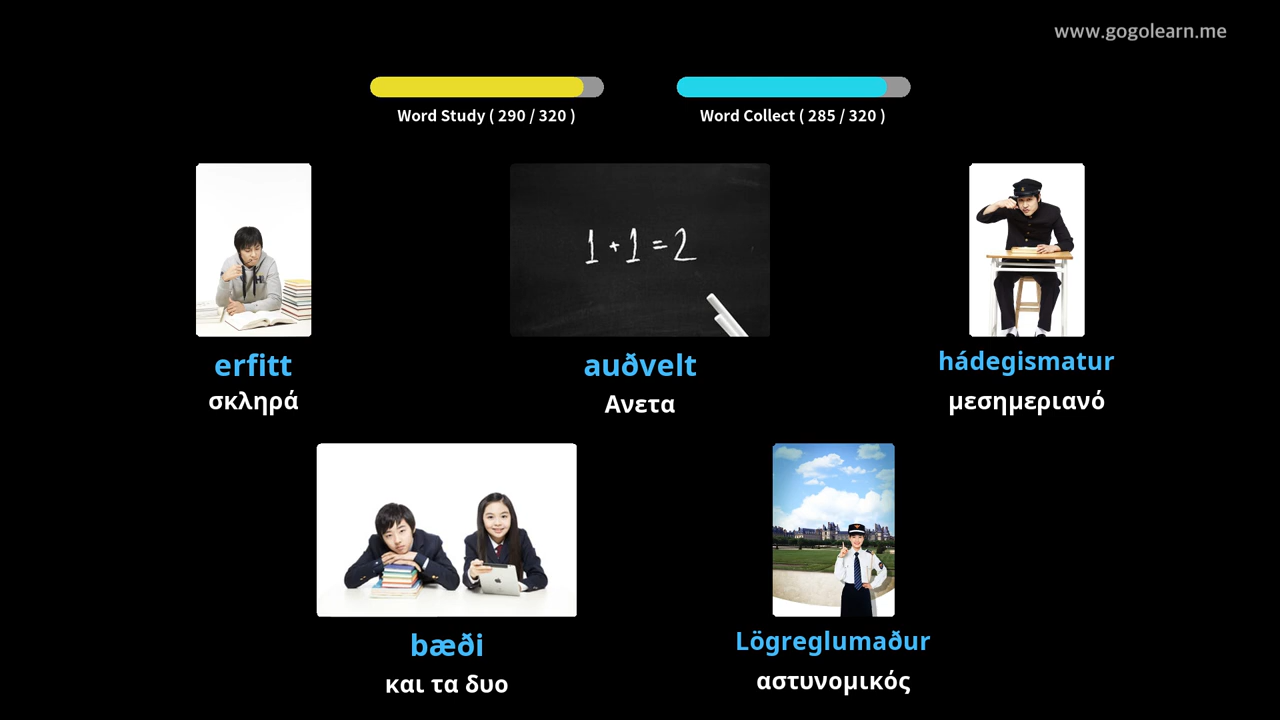 www.gogolearn.me
Word Study ( 290 / 320 )
Word Collect ( 285 / 320 )
1 + 1 = 2
erfitt
σκληρά
auðvelt
Ανετα
hádegismatur
μεσημεριανό
bæði
και τα δυο
Lögreglumaður
αστυνομικός